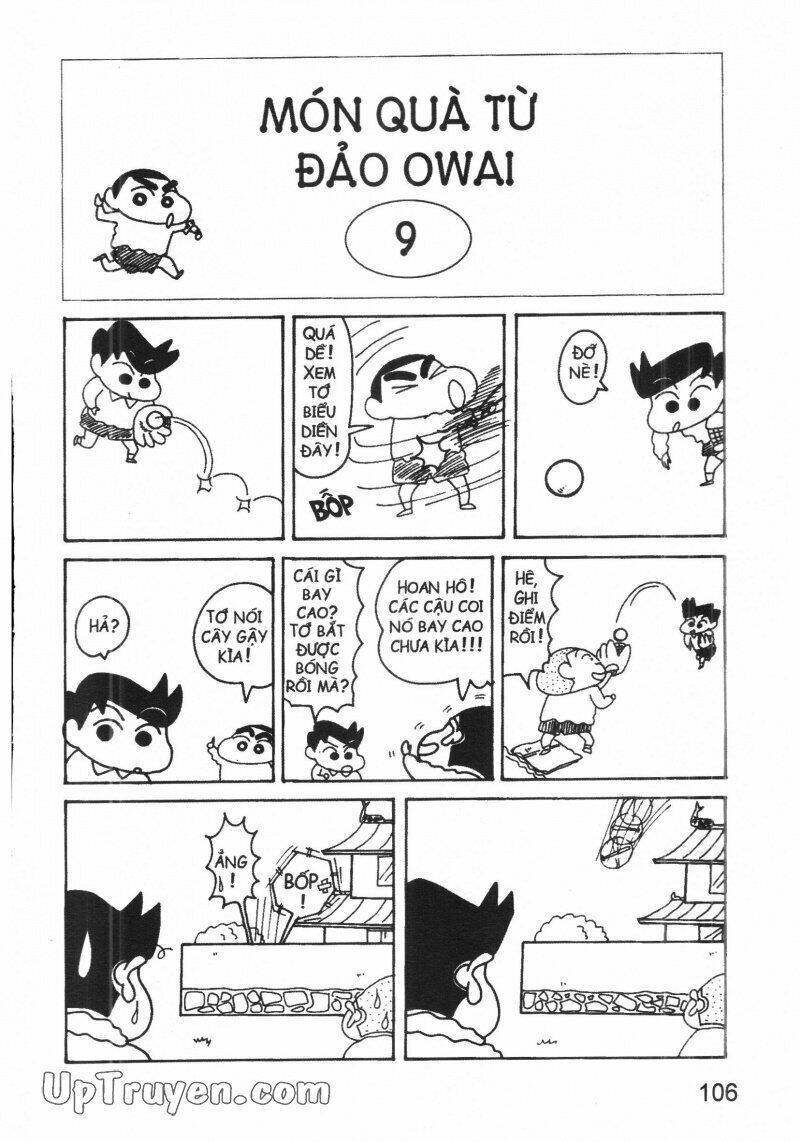 MÓN QUÀ TỪ
ĐẢO OWAI
9
ĐỠ
NÈ!
QUÁ
DỄ!
XEM
TỚ
BIỂU
DIỄN
ĐÂY!
BỐP
HÊ,
GHI
ĐIỂM
RỒI!
HOAN HÔ!
CÁC CẬU COI
NÓ BAY CAO
CHƯA KÌA!!!
CÁI GÌ
BAY
CAO?
TỚ BẮT
ĐƯỢC
BÓNG
RỒI MÀ?
TỚ NÓI
CÂY GẬY
KÌA!
HẢ?
BỐP
!
ẲNG
!
UpTruyen.com
106